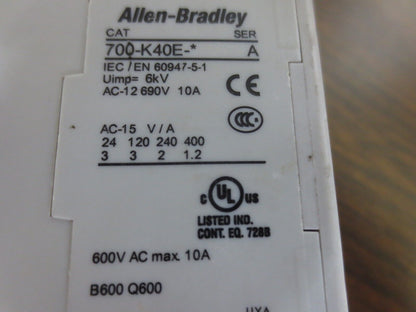 Allen-Bradley
CAT SER
700-K40E-* A
IEC / EN 60947-5-1
Uimp= 6kV
AC-12 690V 10A
CE
CCC
AC-15 V / A
24 120 240 400
3 3 2 1.2
c UL us
LISTED IND.
CONT. EQ. 728B
600V AC max. 10A
B600 Q600